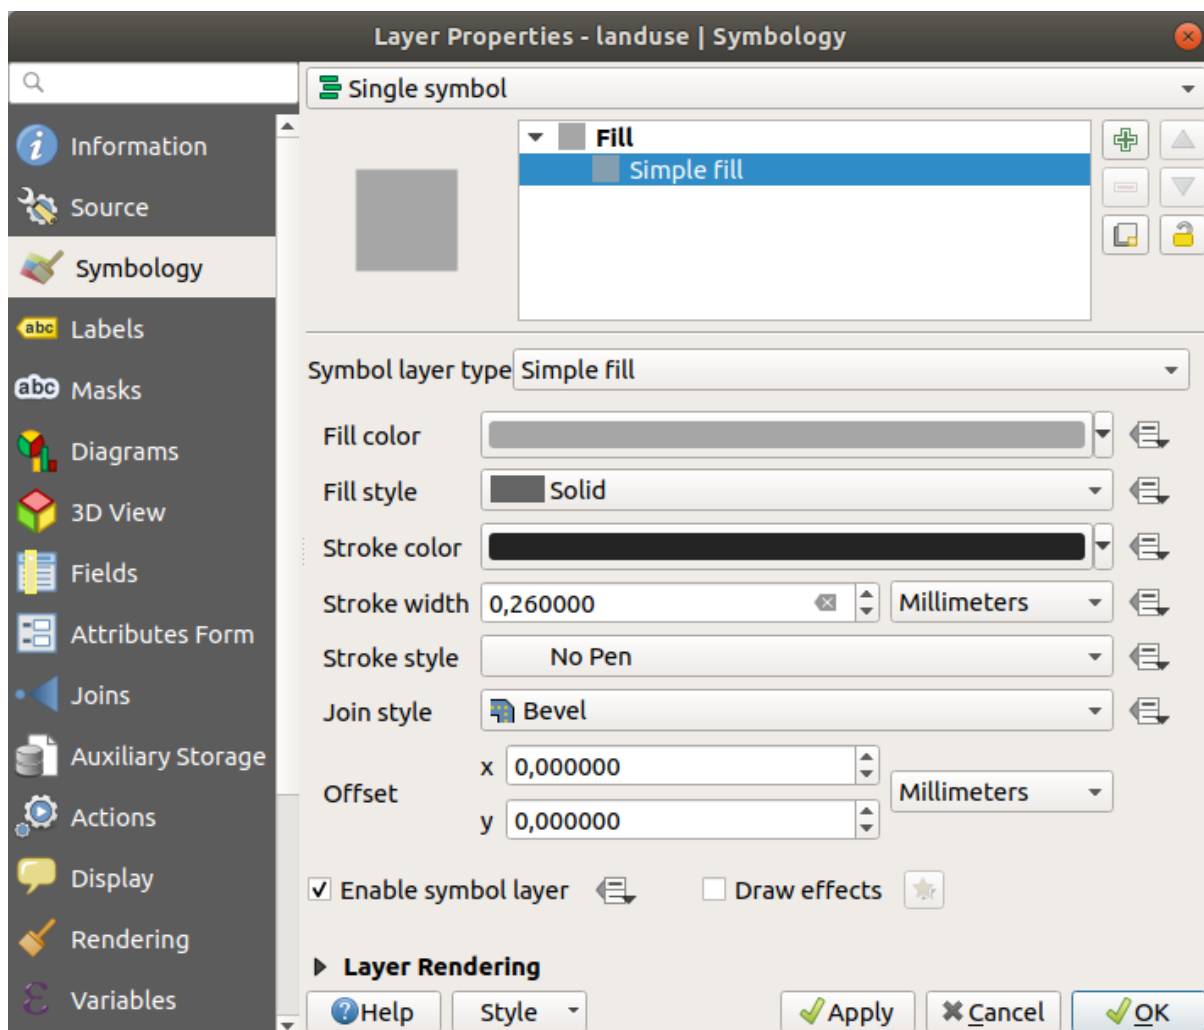 Layer Properties - landuse | Symbology
Information
Source
Symbology
abc Labels
abc Masks
Diagrams
3D View
Fields
Attributes Form
Joins
Auxiliary Storage
Actions
Display
Rendering
Variables
Single symbol
Fill
Simple fill
Symbol layer type Simple fill
Fill color
Fill style Solid
Stroke color
Stroke width 0,260000 Millimeters
Stroke style No Pen
Join style Bevel
Offset x 0,000000 Millimeters
y 0,000000
Enable symbol layer Draw effects
Layer Rendering
Help Style Apply Cancel OK